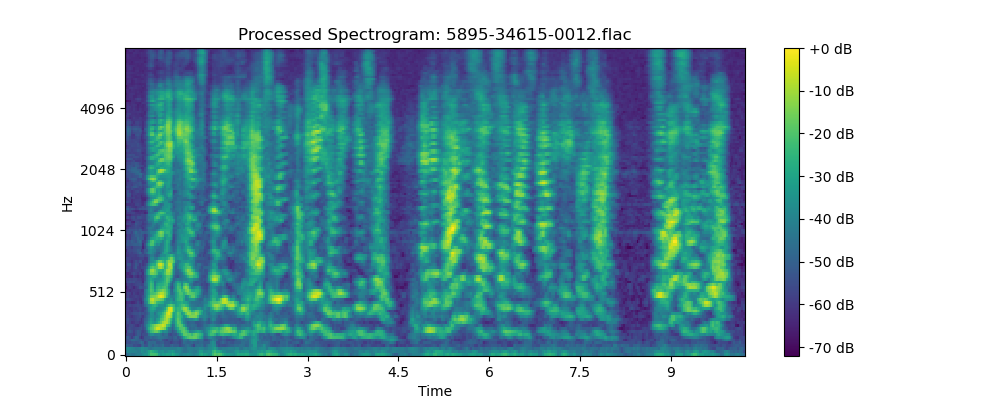 Processed Spectrogram: 5895-34615-0012.flac
+0 dB
-10 dB
-20 dB
-30 dB
-40 dB
-50 dB
-60 dB
-70 dB
Hz
4096
2048
1024
512
0
0 1.5 3 4.5 6 7.5 9
Time